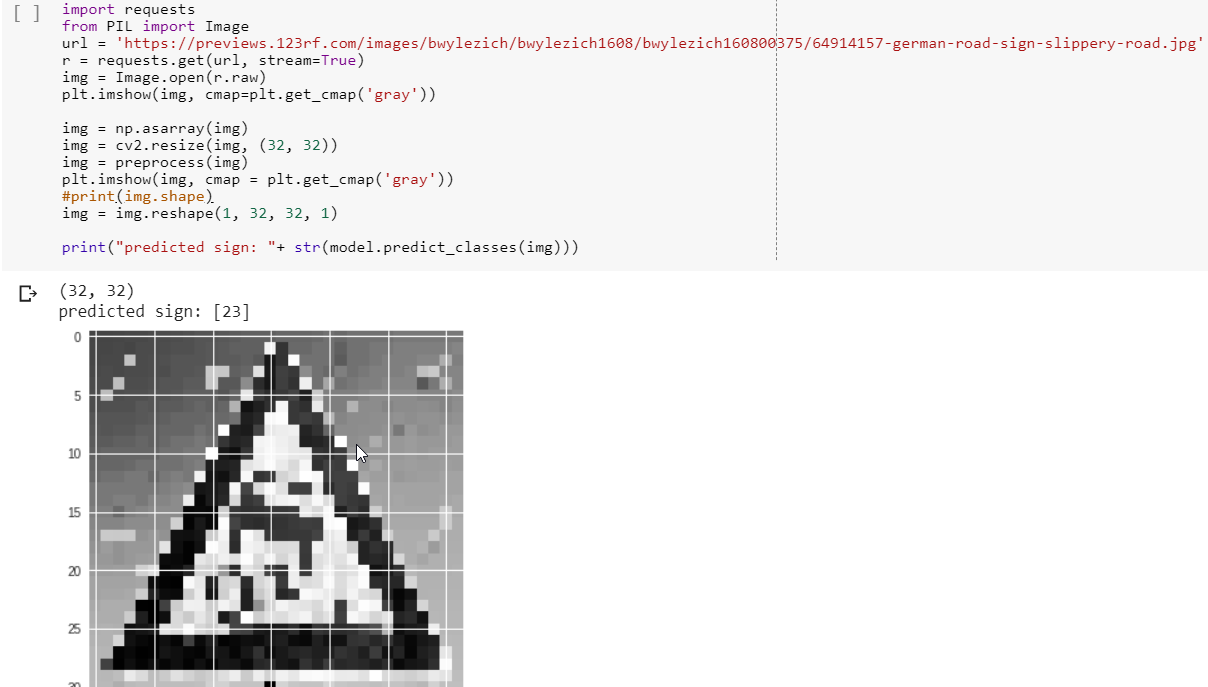 [ ]
import requests
from PIL import Image
url = 'https://previews.123rf.com/images/bwylezich/bwylezich1608/bwylezich160800375/64914157-german-road-sign-slippery-road.jpg'
r = requests.get(url, stream=True)
img = Image.open(r.raw)
plt.imshow(img, cmap=plt.get_cmap('gray'))
img = np.asarray(img)
img = cv2.resize(img, (32, 32))
img = preprocess(img)
plt.imshow(img, cmap = plt.get_cmap('gray'))
#print(img.shape)
img = img.reshape(1, 32, 32, 1)
print("predicted sign: "+ str(model.predict_classes(img)))
(32, 32)
predicted sign: [23]
0
5
10
15
20
25
30